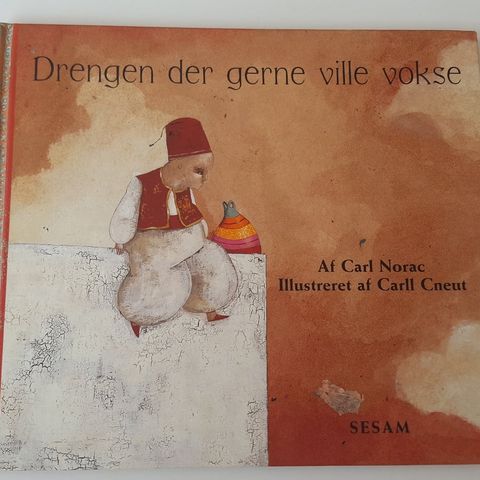 Drengen der gerne ville vokse
Af Carl Norac
Illustreret af Carll Cneut
SESAM